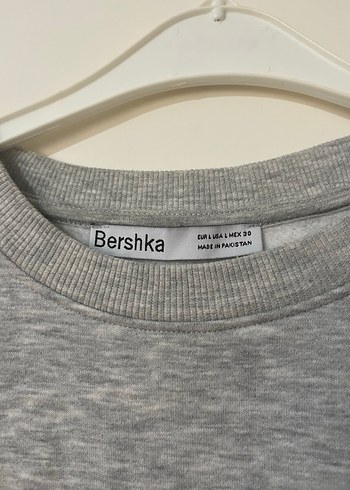 Bershka
EUR L USA L MEX 30
MADE IN PAKISTAN